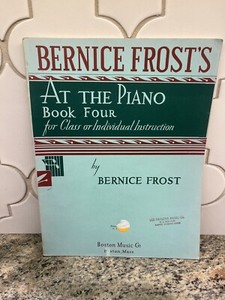 BERNICE FROST'S
AT THE PIANO
BOOK FOUR
for Class or Individual Instruction
by
BERNICE FROST
Boston Music Co
Boston, Mass